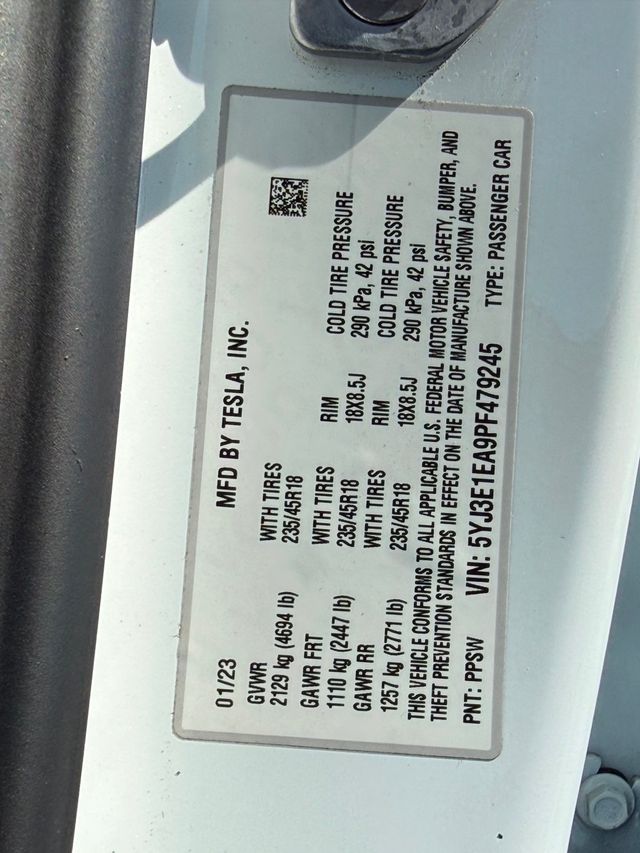 01/23 MFD BY TESLA, INC.
GVWR WITH TIRES
2129 kg (4694 lb) 235/45R18
GAWR FRT WITH TIRES RIM COLD TIRE PRESSURE
1110 kg (2447 lb) 235/45R18 18X8.5J 290 kPa, 42 psi
GAWR RR WITH TIRES RIM COLD TIRE PRESSURE
1257 kg (2771 lb) 235/45R18 18X8.5J 290 kPa, 42 psi
THIS VEHICLE CONFORMS TO ALL APPLICABLE U.S. FEDERAL MOTOR VEHICLE SAFETY, BUMPER, AND
THEFT PREVENTION STANDARDS IN EFFECT ON THE DATE OF MANUFACTURE SHOWN ABOVE.
PNT: PPSW VIN: 5YJ3E1EA9PF479245 TYPE: PASSENGER CAR